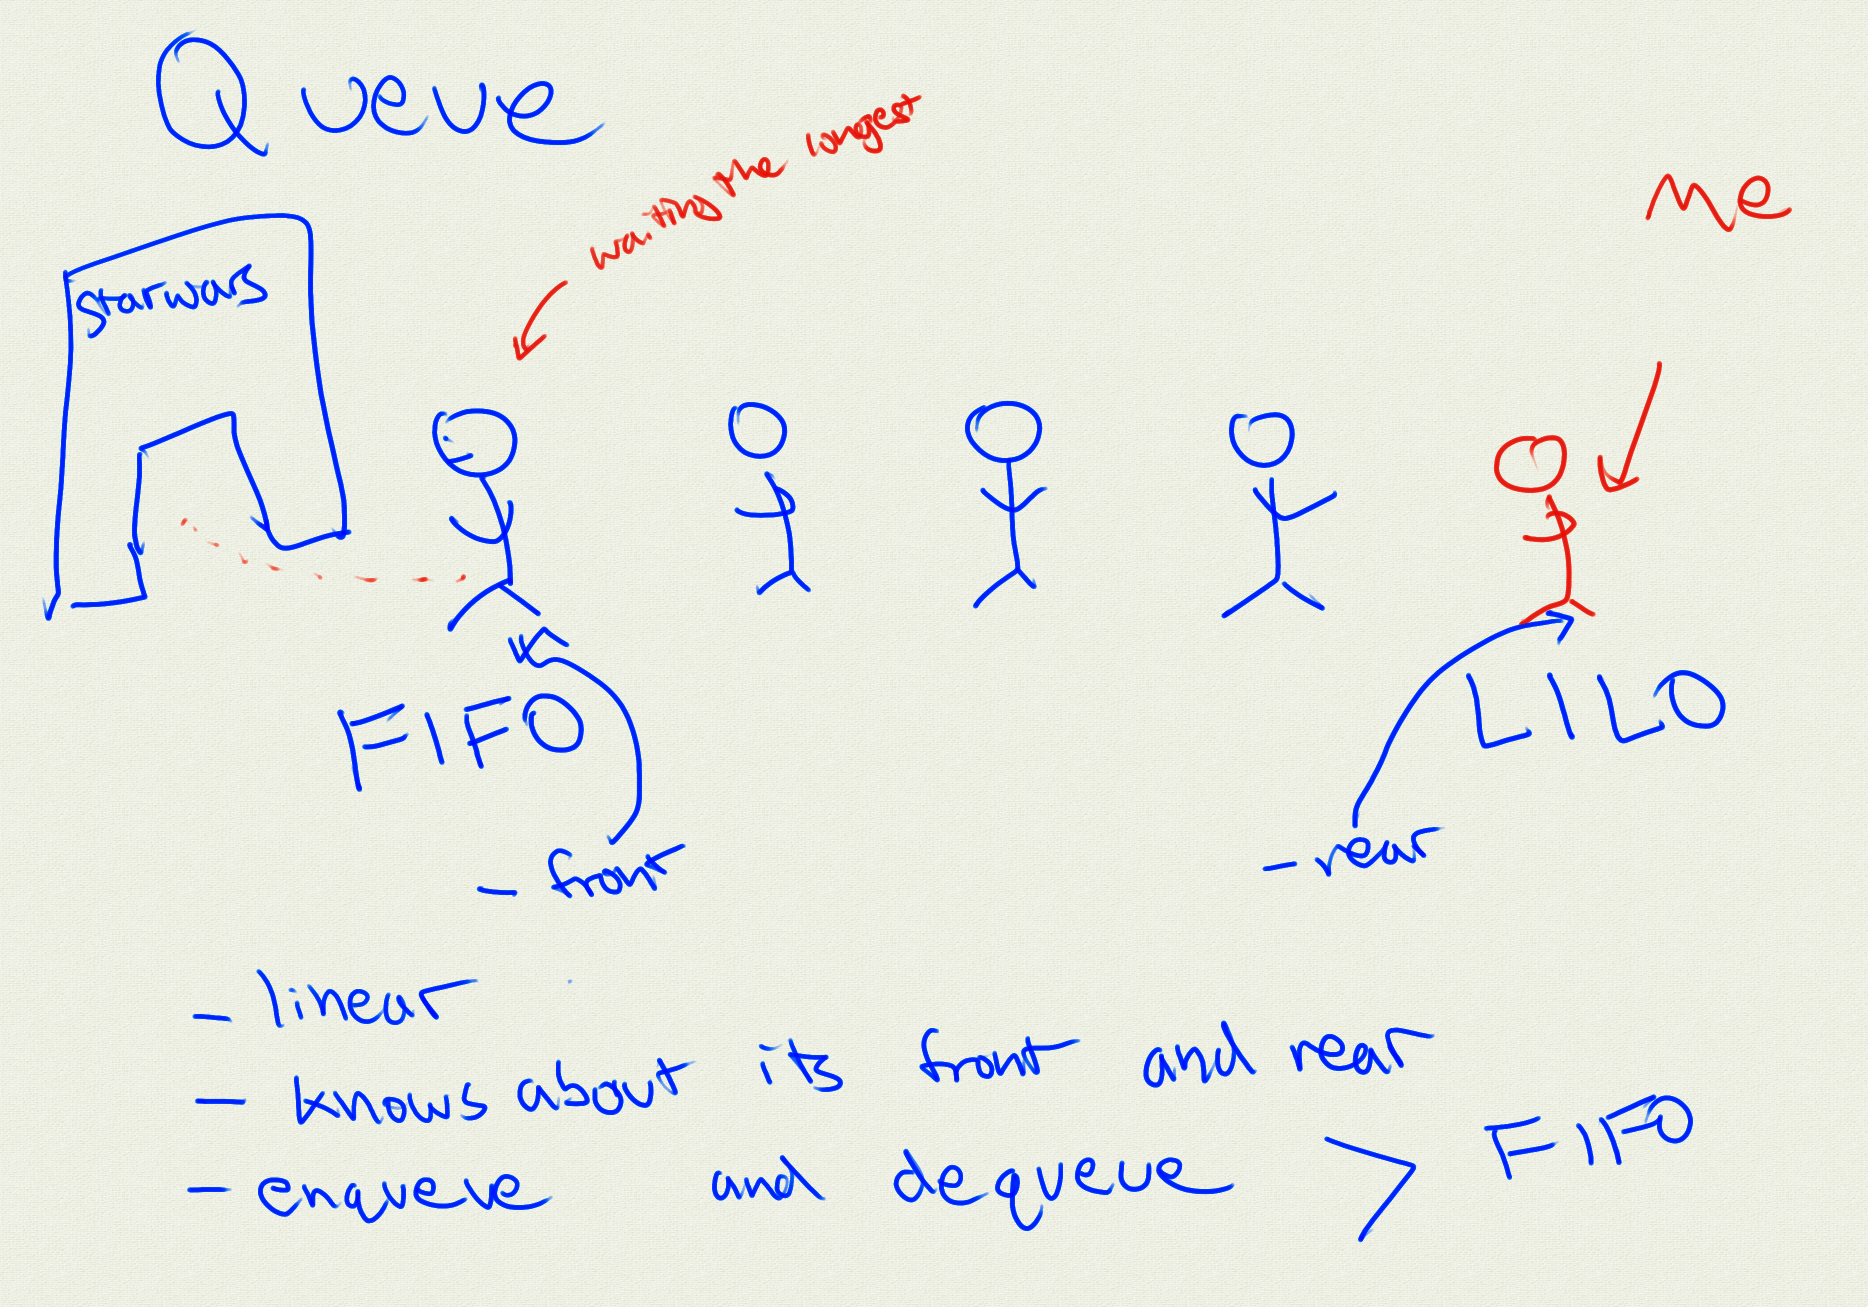 Queue
waiting the longest
Me
starwars
FIFO
LILO
- front
- rear
- linear
- knows about its front and rear
- enqueue and dequeue > FIFO